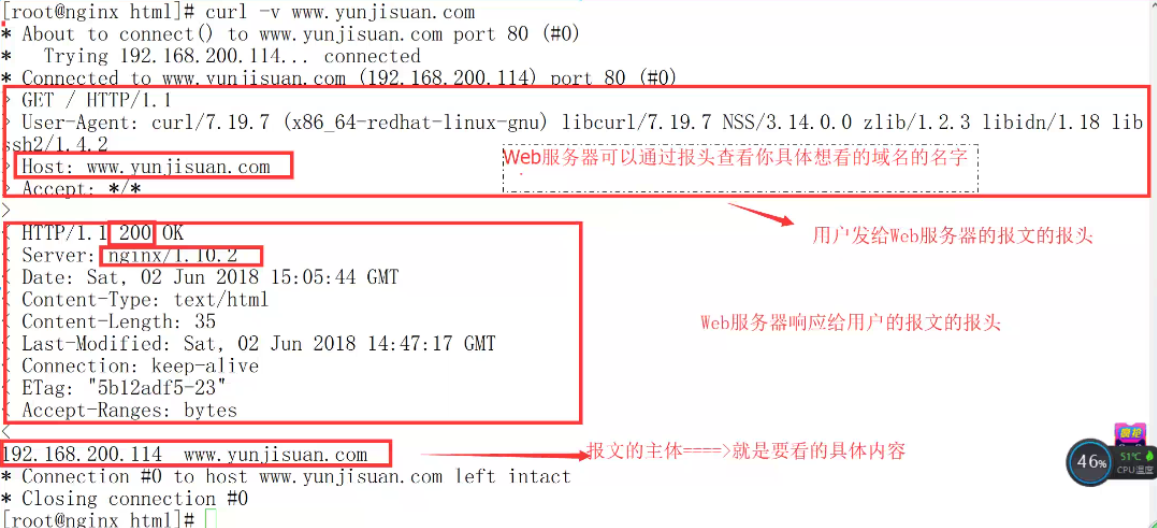 [root@nginx html]# curl -v www.yunjisuan.com
* About to connect() to www.yunjisuan.com port 80 (#0)
*   Trying 192.168.200.114... connected
* Connected to www.yunjisuan.com (192.168.200.114) port 80 (#0)
> GET / HTTP/1.1
> User-Agent: curl/7.19.7 (x86_64-redhat-linux-gnu) libcurl/7.19.7 NSS/3.14.0.0 zlib/1.2.3 libidn/1.18 lib
ssh2/1.4.2
> Host: www.yunjisuan.com
Web服务器可以通过报头查看你具体想看的域名的名字
> Accept: */*
>
用户发给Web服务器的报文的报头
< HTTP/1.1 200 OK
< Server: nginx/1.10.2
< Date: Sat, 02 Jun 2018 15:05:44 GMT
< Content-Type: text/html
< Content-Length: 35
Web服务器响应给用户的报文的报头
< Last-Modified: Sat, 02 Jun 2018 14:47:17 GMT
< Connection: keep-alive
< ETag: "5b12adf5-23"
< Accept-Ranges: bytes
<
192.168.200.114  www.yunjisuan.com
报文的主体====>就是要看的具体内容
* Connection #0 to host www.yunjisuan.com left intact
* Closing connection #0
[root@nginx html]#
46%
51℃
CPU温度